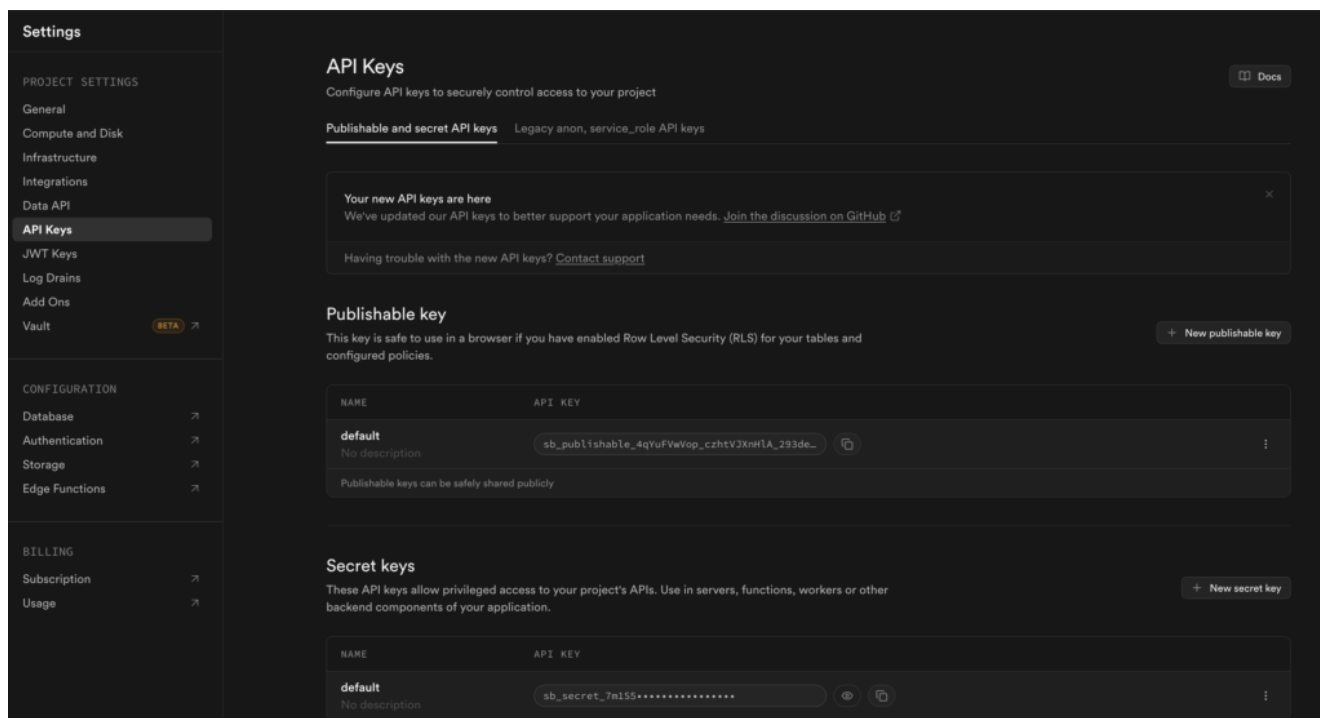 Settings
PROJECT SETTINGS
General
Compute and Disk
Infrastructure
Integrations
Data API
API Keys
JWT Keys
Log Drains
Add Ons
Vault BETA
CONFIGURATION
Database
Authentication
Storage
Edge Functions
BILLING
Subscription
Usage
API Keys
Configure API keys to securely control access to your project
Docs
Publishable and secret API keys Legacy anon, service_role API keys
Your new API keys are here
We've updated our API keys to better support your application needs. Join the discussion on GitHub
Having trouble with the new API keys? Contact support
Publishable key
This key is safe to use in a browser if you have enabled Row Level Security (RLS) for your tables and
configured policies.
New publishable key
NAME API KEY
default sb_publishable_4qYuFVwVop_czhtVJXnHlA_293de…
No description
Publishable keys can be safely shared publicly
Secret keys
These API keys allow privileged access to your project's APIs. Use in servers, functions, workers or other
backend components of your application.
New secret key
NAME API KEY
default sb_secret_7m1S5••••••••••••••••
No description